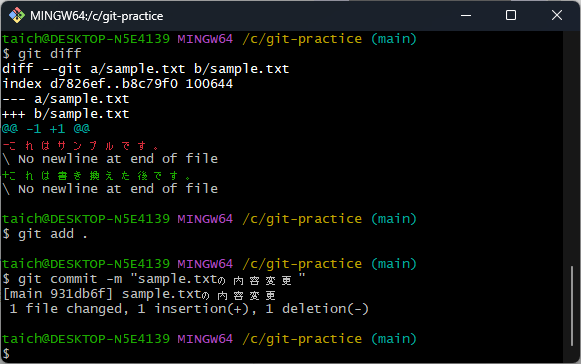 MINGW64:/c/git-practice
taich@DESKTOP-N5E4139 MINGW64 /c/git-practice (main)
$ git diff
diff --git a/sample.txt b/sample.txt
index d7826ef..b8c79f0 100644
--- a/sample.txt
+++ b/sample.txt
@@ -1 +1 @@
-これはサンプルです。
\ No newline at end of file
+これは書き換えた後です。
\ No newline at end of file
taich@DESKTOP-N5E4139 MINGW64 /c/git-practice (main)
$ git add .
taich@DESKTOP-N5E4139 MINGW64 /c/git-practice (main)
$ git commit -m "sample.txtの内容変更"
[main 931db6f] sample.txtの内容変更
 1 file changed, 1 insertion(+), 1 deletion(-)
taich@DESKTOP-N5E4139 MINGW64 /c/git-practice (main)
$